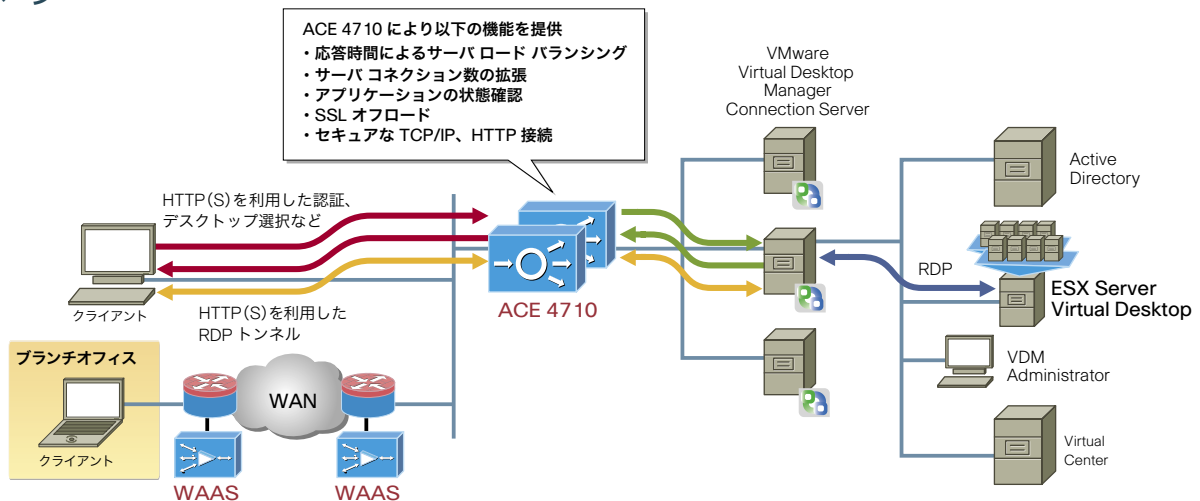 ACE 4710 により以下の機能を提供
・応答時間によるサーバ ロード バランシング
・サーバ コネクション数の拡張
・アプリケーションの状態確認
・SSL オフロード
・セキュアな TCP/IP、HTTP 接続
VMware
Virtual Desktop
Manager
Connection Server
Active
Directory
HTTP(S)を利用した認証、
デスクトップ選択など
RDP
ESX Server
Virtual Desktop
ACE 4710
クライアント
HTTP(S)を利用した
RDP トンネル
VDM
Administrator
ブランチオフィス
WAN
クライアント
WAAS
WAAS
Virtual
Center